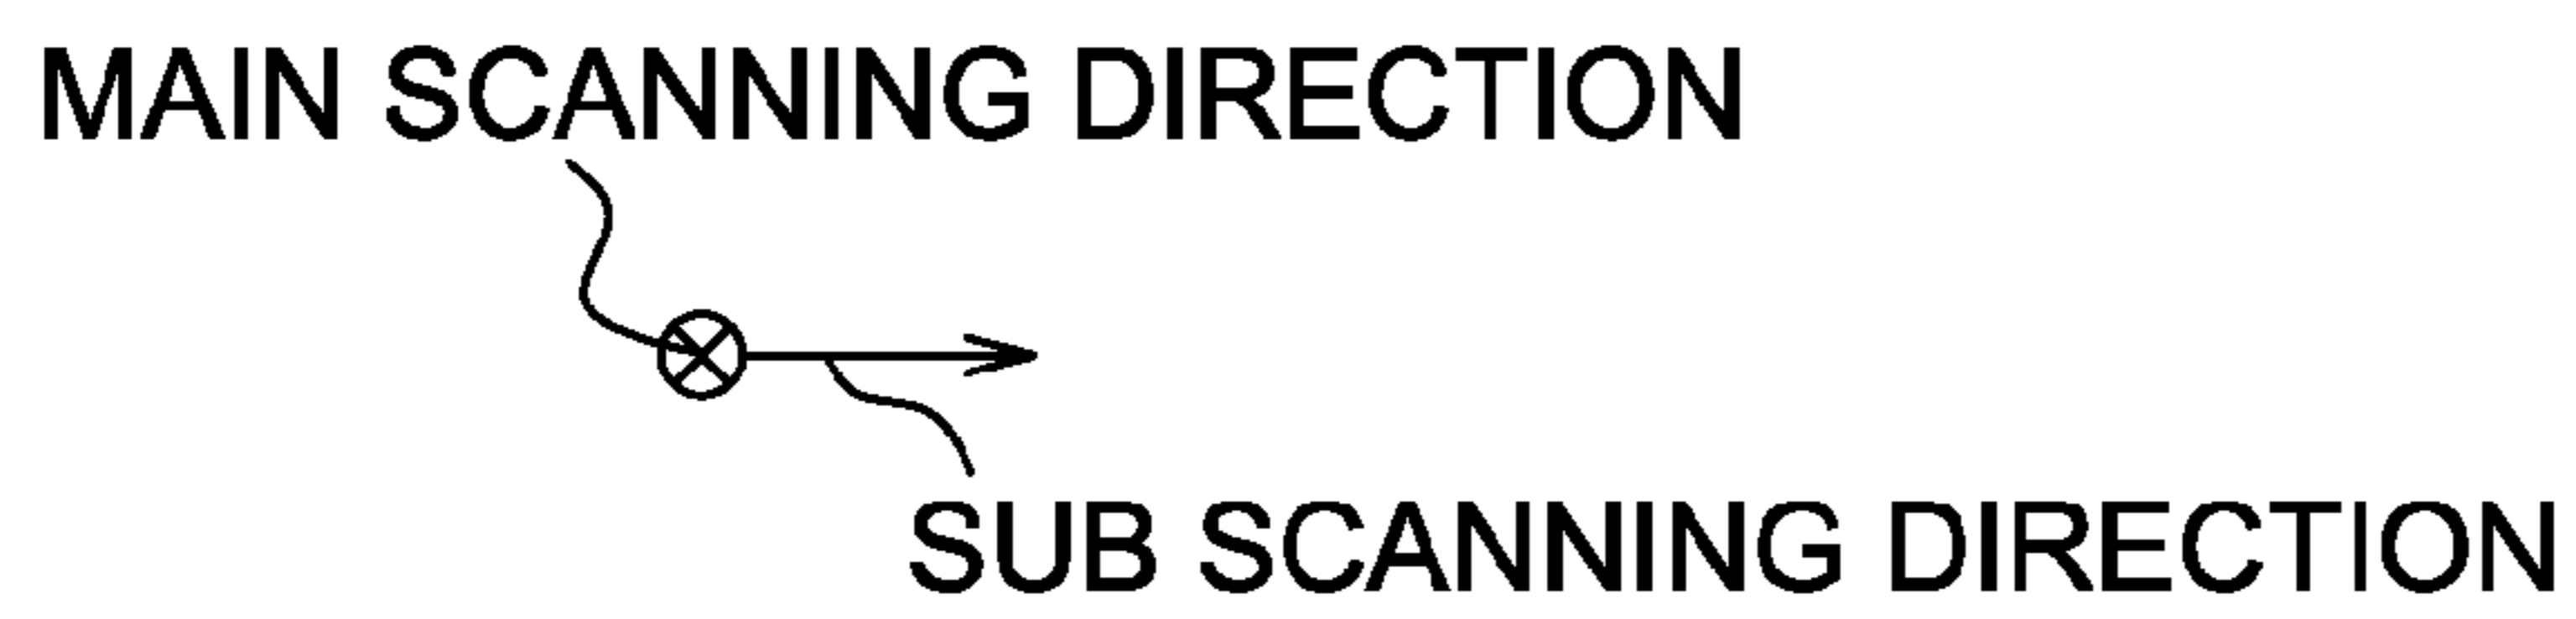 MAIN SCANNING DIRECTION
SUB SCANNING DIRECTION